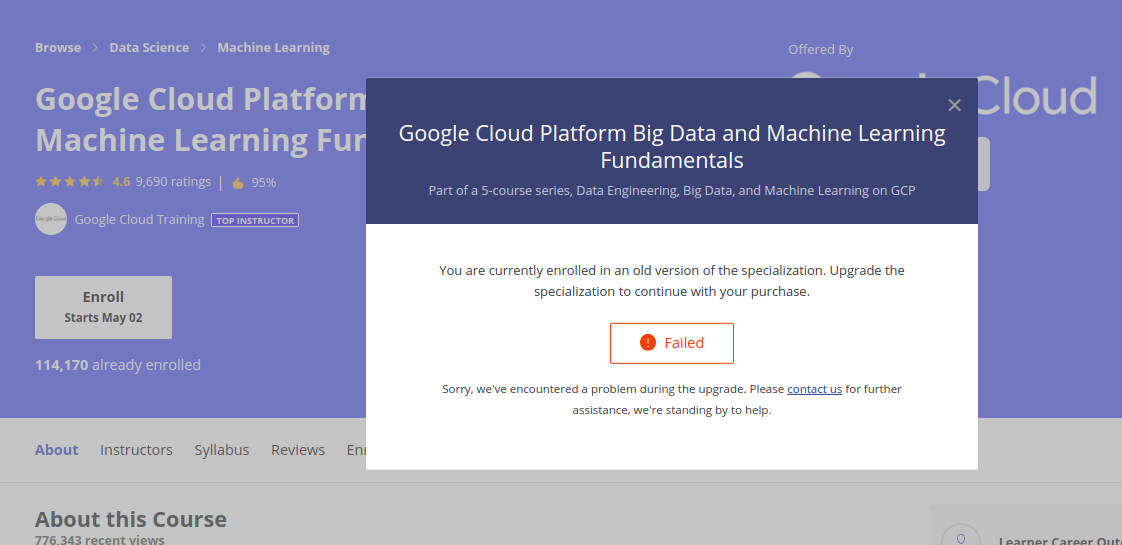 Browse > Data Science > Machine Learning
Offered By
Cloud
Google Cloud Platform
Machine Learning Fun
4.6 9,690 ratings | 95%
Google Cloud Training TOP INSTRUCTOR
Enroll
Starts May 02
114,170 already enrolled
×
Google Cloud Platform Big Data and Machine Learning
Fundamentals
Part of a 5-course series, Data Engineering, Big Data, and Machine Learning on GCP
You are currently enrolled in an old version of the specialization. Upgrade the
specialization to continue with your purchase.
Failed
Sorry, we've encountered a problem during the upgrade. Please contact us for further
assistance, we're standing by to help.
About Instructors Syllabus Reviews
About this Course
776,343 recent views
Learner Career